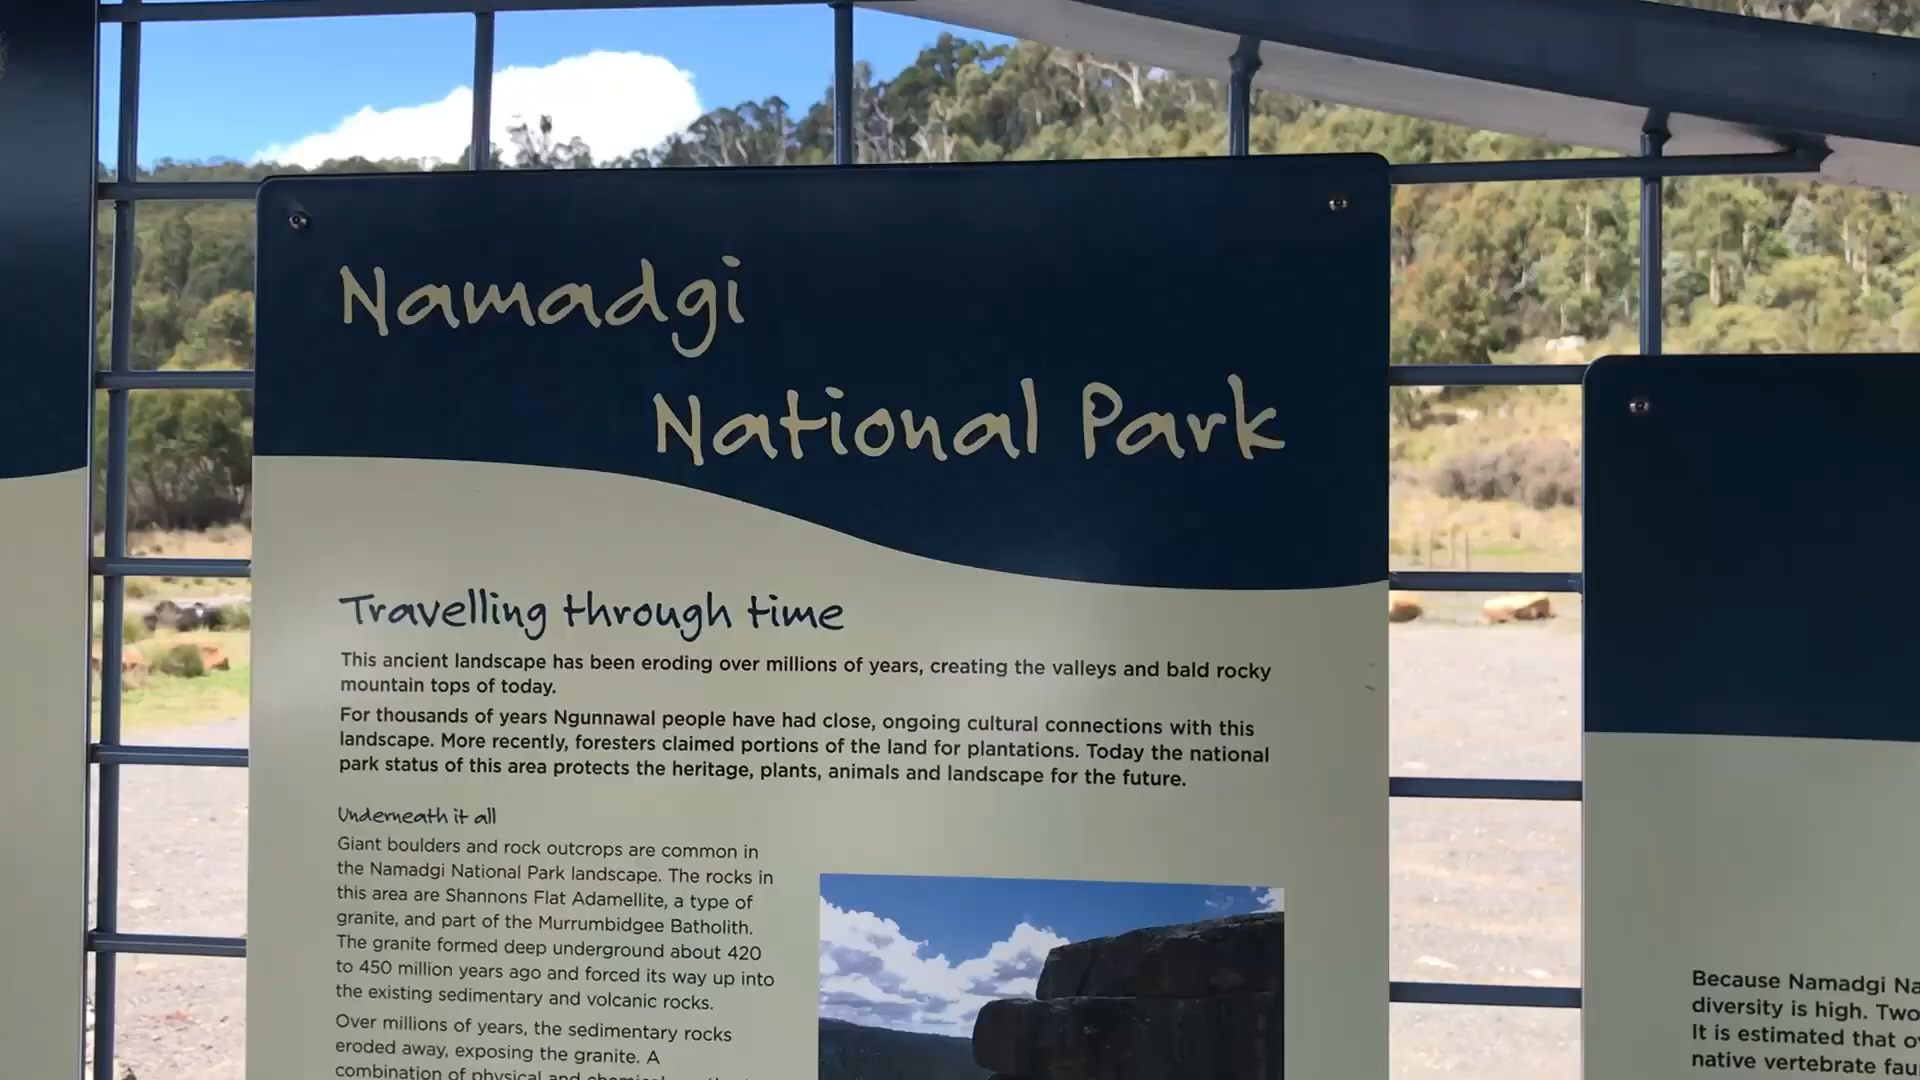 Namadgi
National Park
Travelling through time
This ancient landscape has been eroding over millions of years, creating the valleys and bald rocky
mountain tops of today.
For thousands of years Ngunnawal people have had close, ongoing cultural connections with this
landscape. More recently, foresters claimed portions of the land for plantations. Today the national
park status of this area protects the heritage, plants, animals and landscape for the future.
Underneath it all
Giant boulders and rock outcrops are common in
the Namadgi National Park landscape. The rocks in
this area are Shannons Flat Adamellite, a type of
granite, and part of the Murrumbidgee Batholith.
The granite formed deep underground about 420
to 450 million years ago and forced its way up into
the existing sedimentary and volcanic rocks.
Over millions of years, the sedimentary rocks
eroded away, exposing the granite. A
combination of physical and
Because Namadgi Na
diversity is high. Two
It is estimated that
native vertebrate